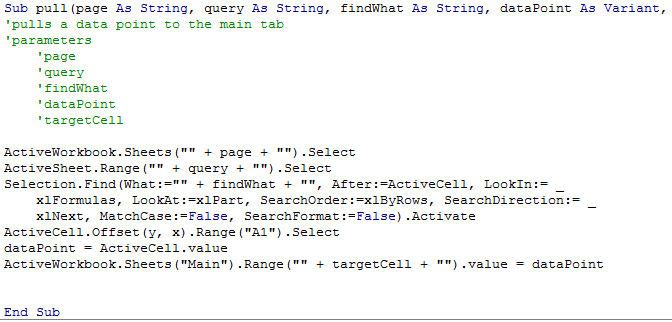 Sub pull(page As String, query As String, findWhat As String, dataPoint As Variant,
'pulls a data point to the main tab
'parameters
'page
'query
'findWhat
'dataPoint
'targetCell
ActiveWorkbook.Sheets("" + page + "").Select
ActiveSheet.Range("" + query + "").Select
Selection.Find(What:="" + findWhat + "", After:=ActiveCell, LookIn:= _
xlFormulas, LookAt:=xlPart, SearchOrder:=xlByRows, SearchDirection:= _
xlNext, MatchCase:=False, SearchFormat:=False).Activate
ActiveCell.Offset(y, x).Range("A1").Select
dataPoint = ActiveCell.value
ActiveWorkbook.Sheets("Main").Range("" + targetCell + "").value = dataPoint
End Sub